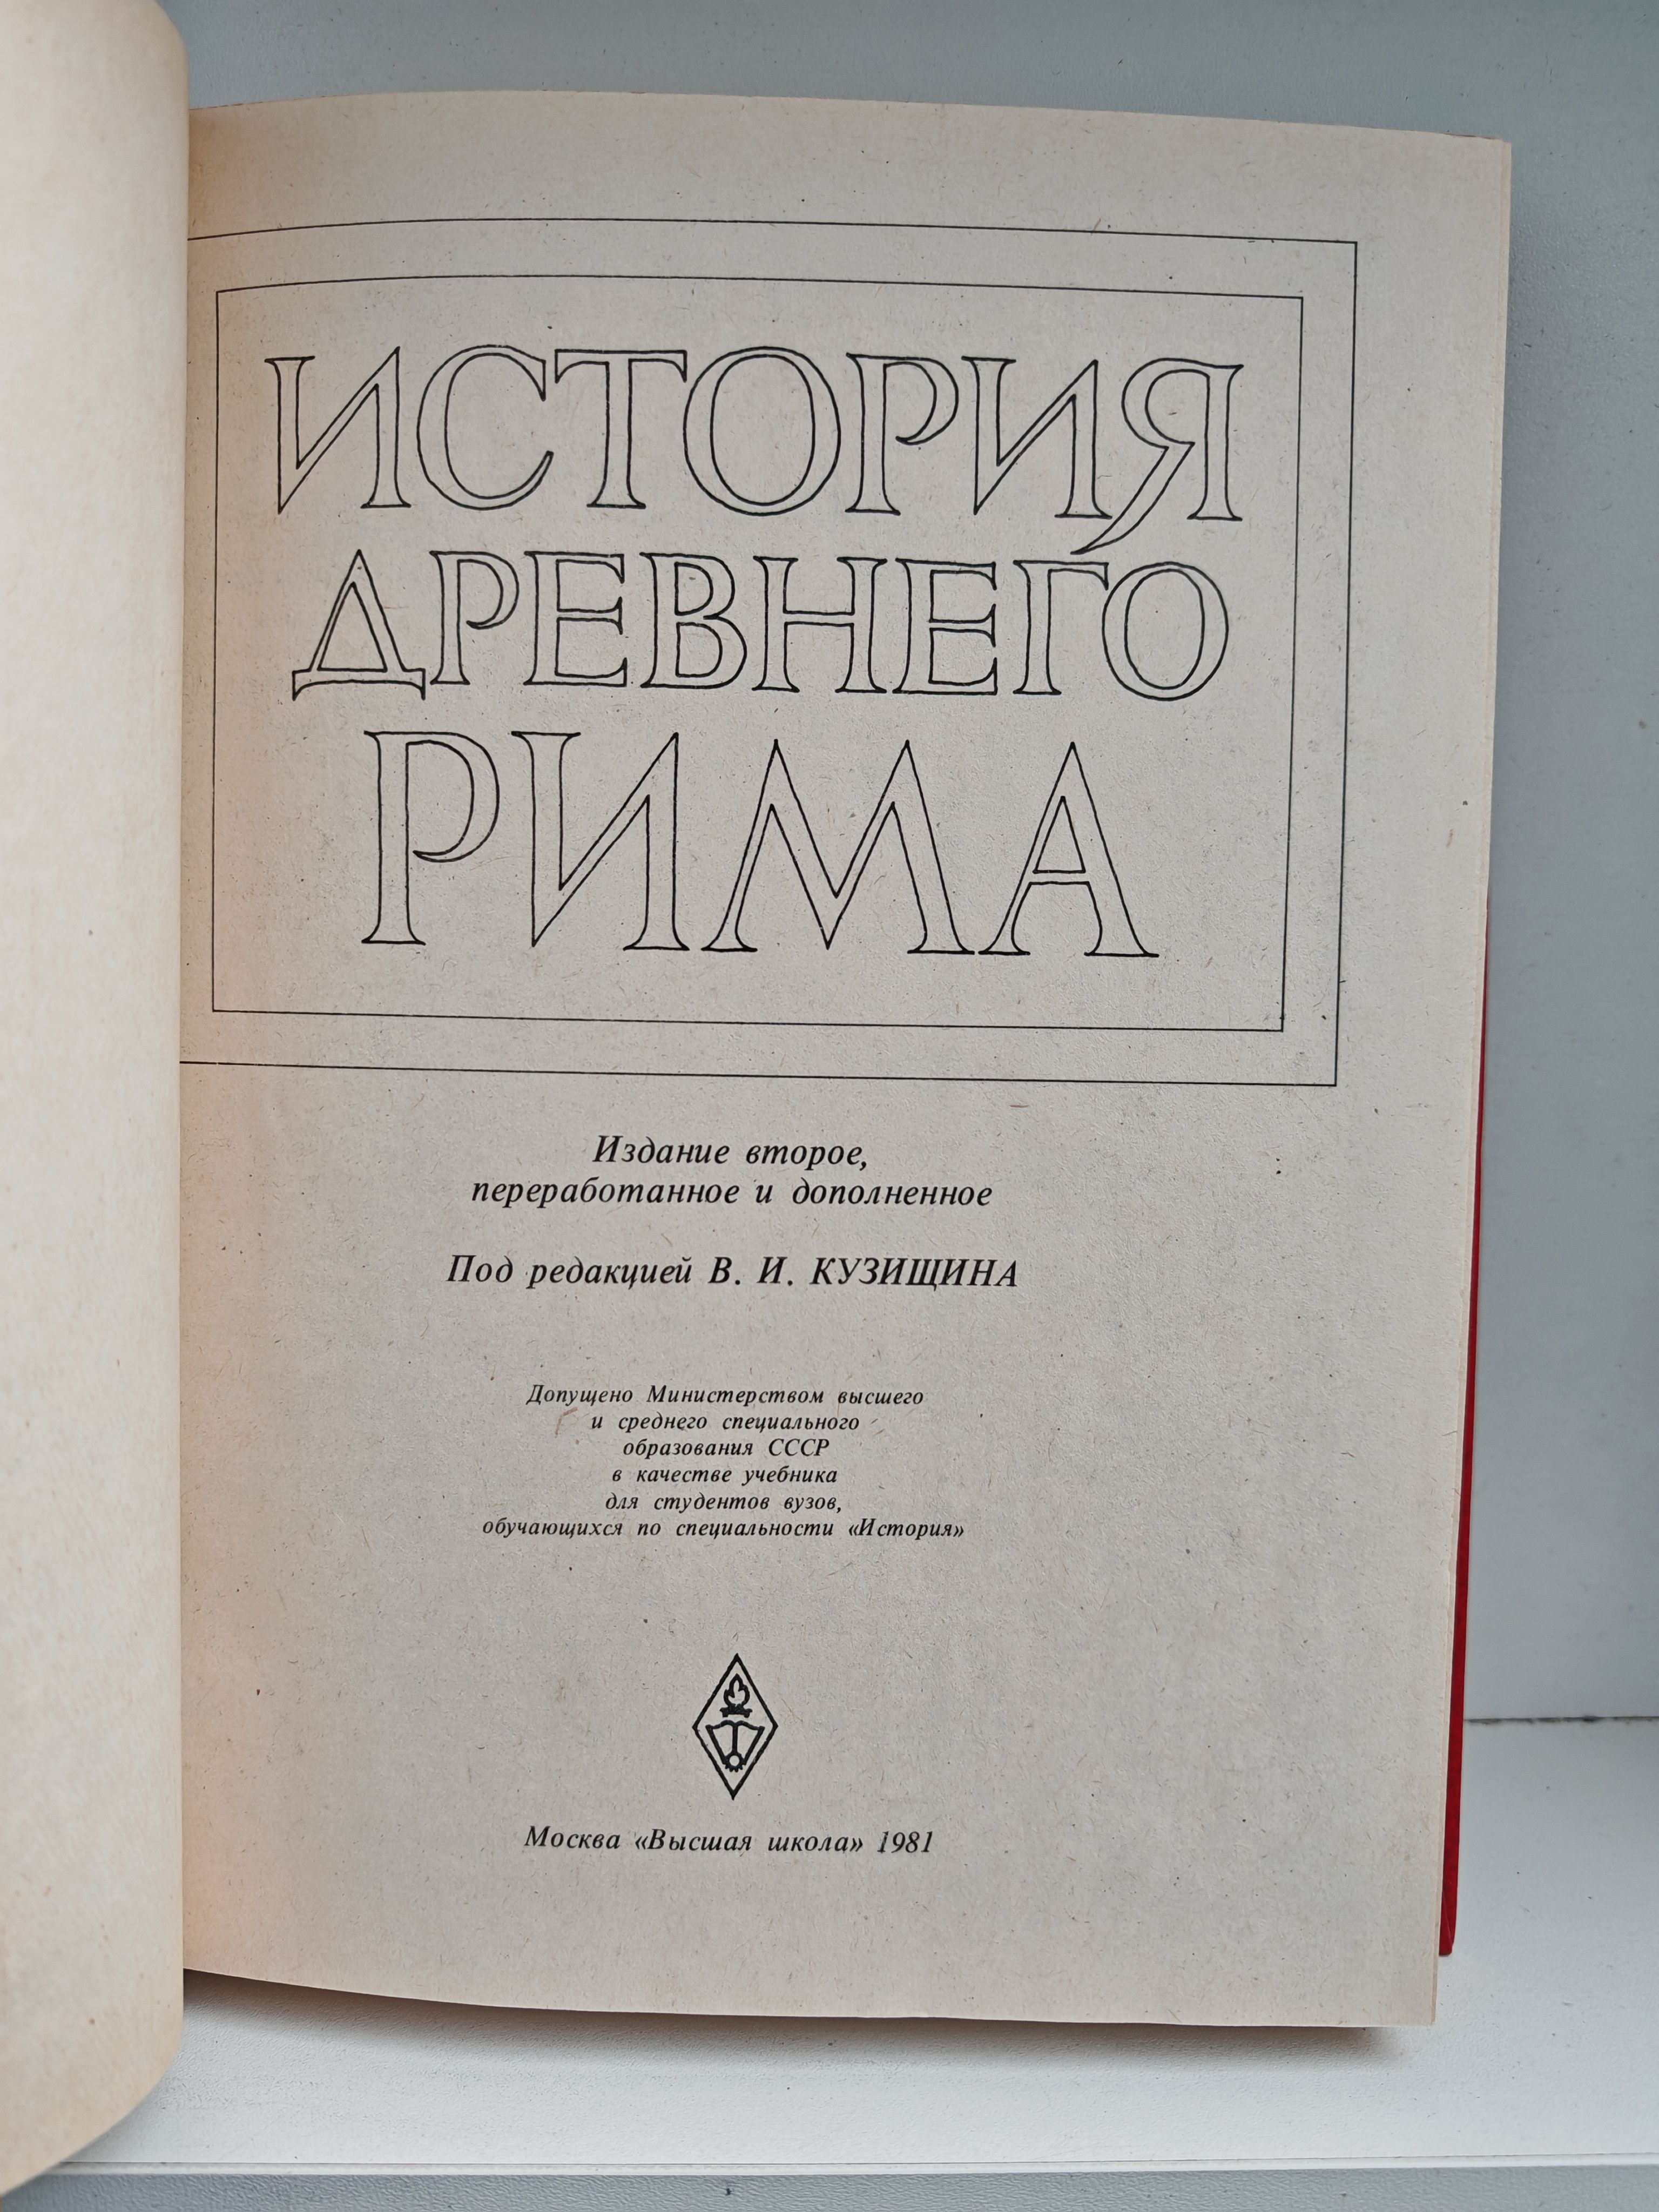 ИСТОРИЯ
ДРЕВНЕГО
РИМА
Издание второе,
переработанное и дополненное
Под редакцией В. И. КУЗИЩИНА
Допущено Министерством высшего
и среднего специального
образования СССР
в качестве учебника
для студентов вузов,
обучающихся по специальности «История»
Москва «Высшая школа» 1981